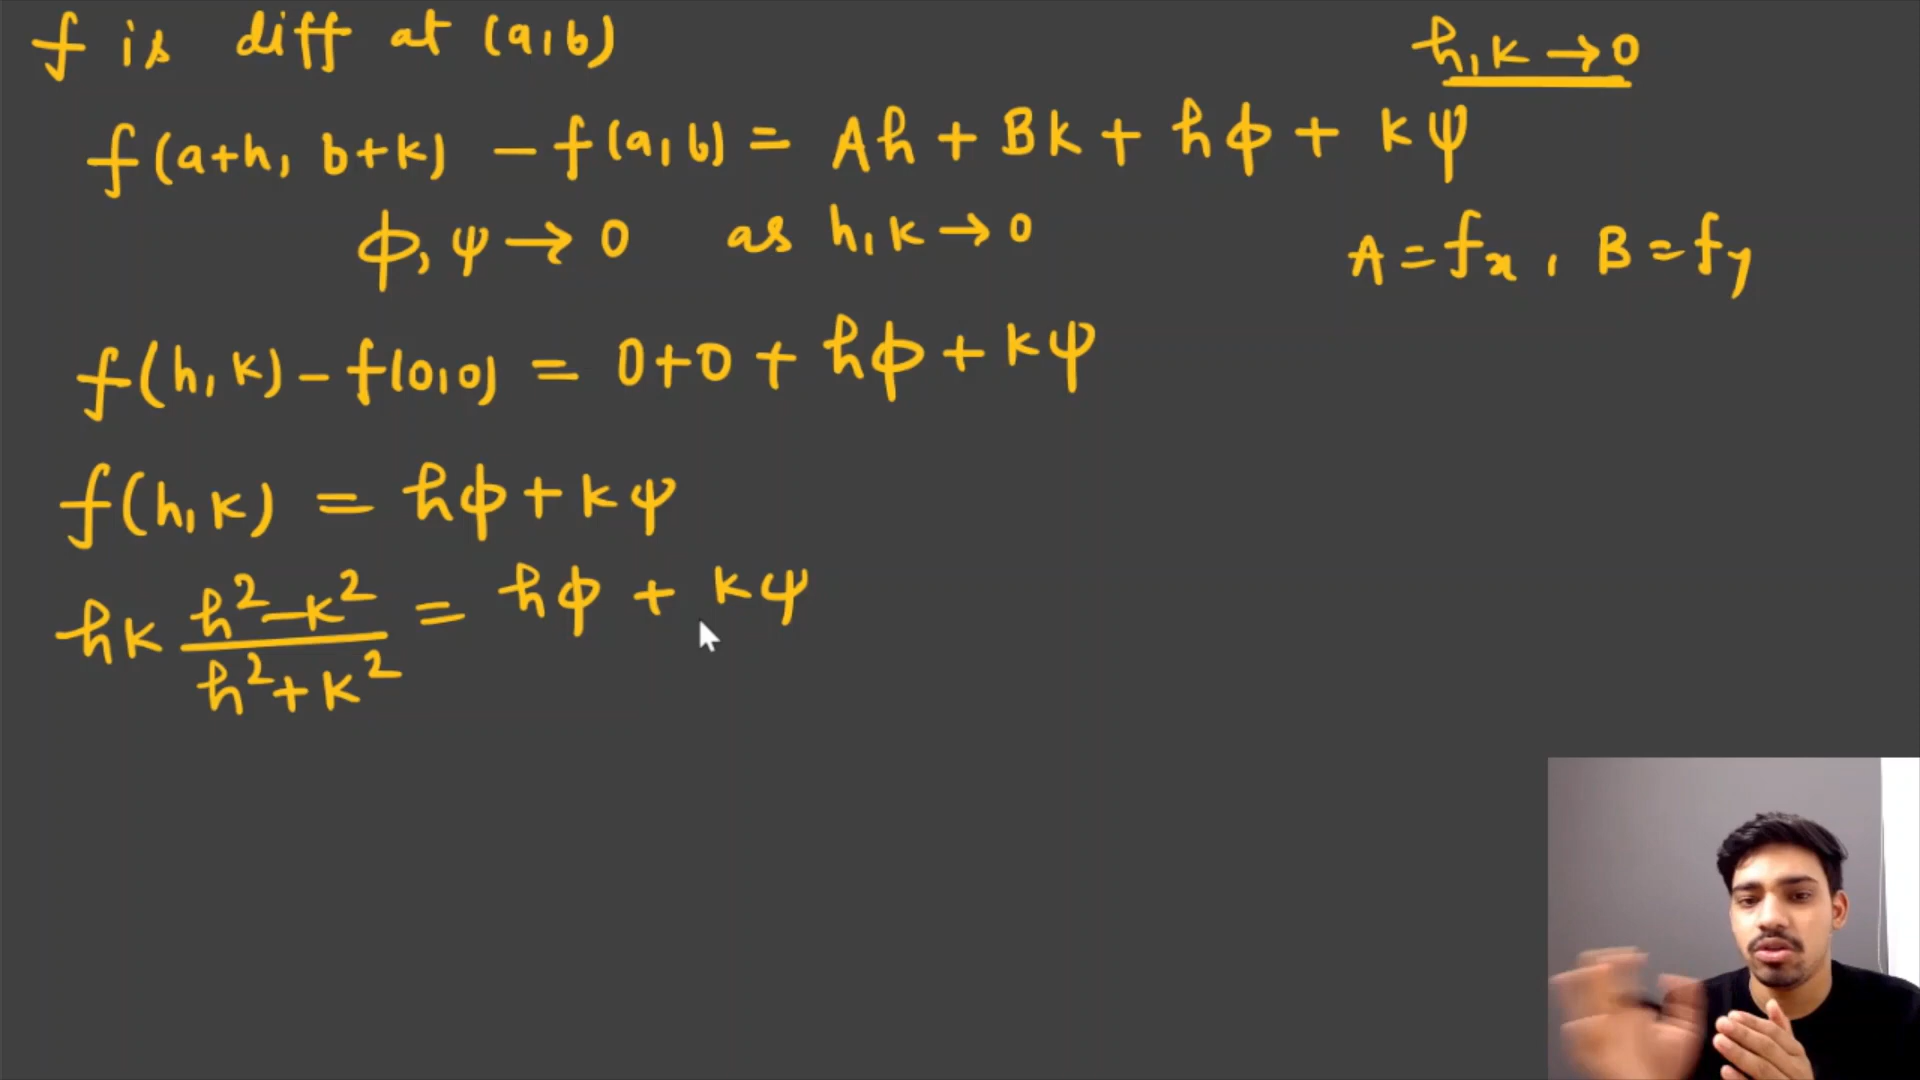 f is diff at (a,b)
h,k → 0
f(a+h, b+k) - f(a,b) = Ah + Bk + hφ + kψ
φ, ψ → 0 as h,k → 0
A = fx, B = fy
f(h,k) - f(0,0) = 0+0 + hφ + kψ
f(h,k) = hφ + kψ
hk (h²-k²)/(h²+k²) = hφ + kψ